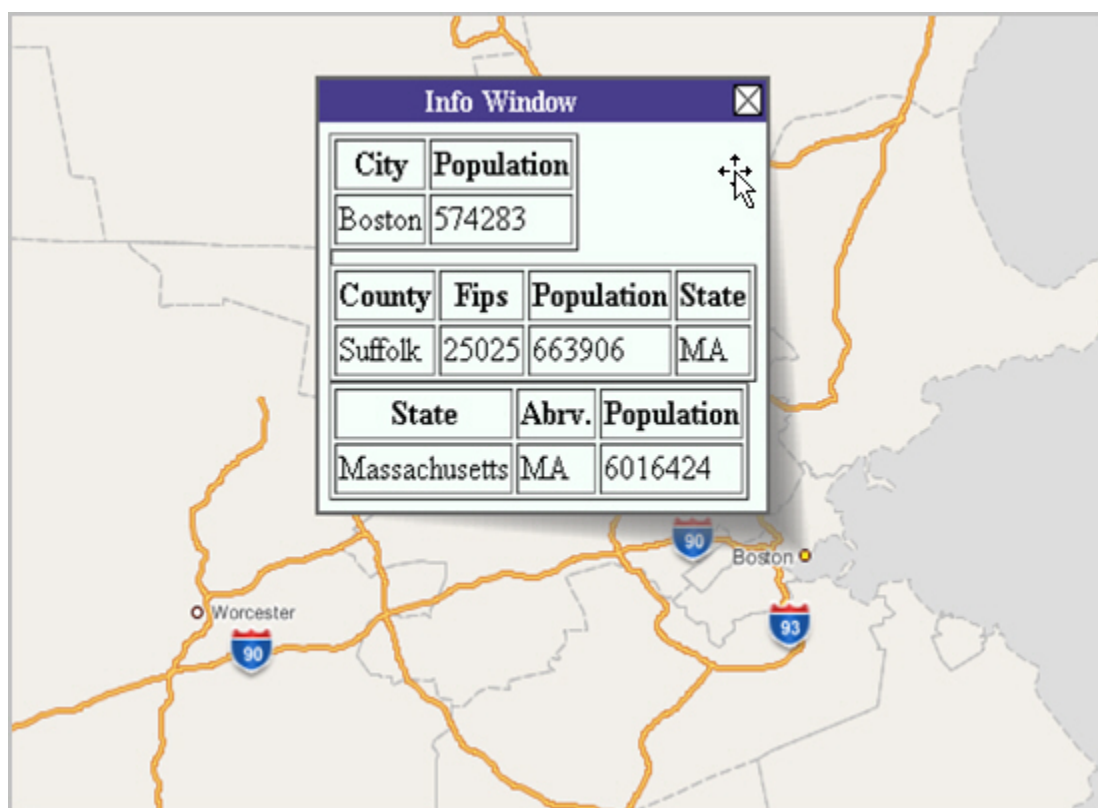 Info Window
City Population
Boston 574283
County Fips Population State
Suffolk 25025 663906 MA
State Abrv. Population
Massachusetts MA 6016424
90
Boston
Worcester
93
90